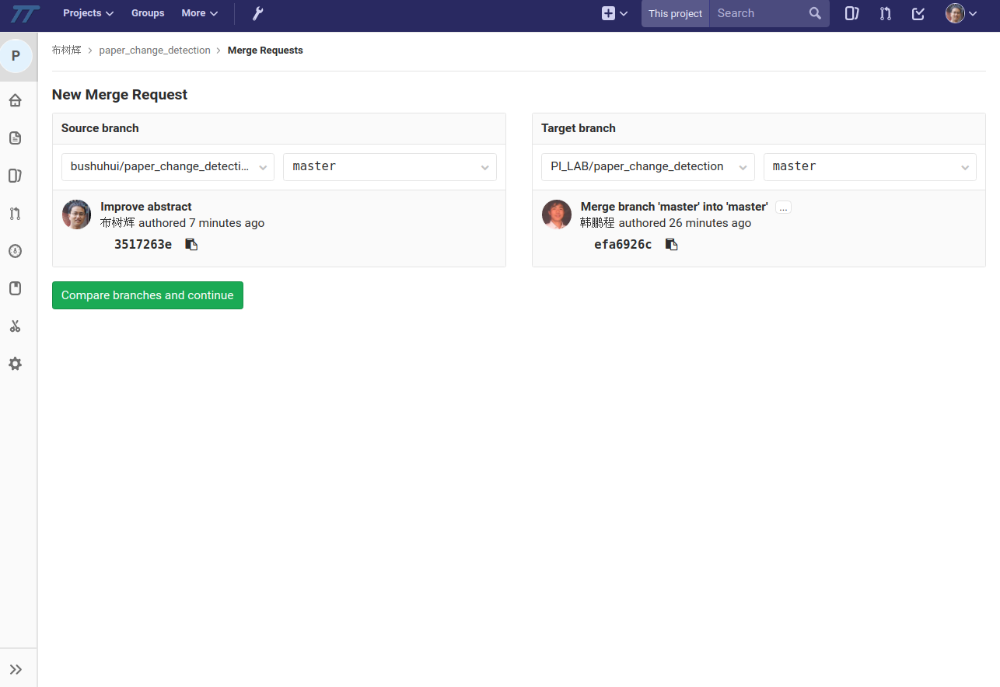 Projects Groups More This project Search
P 布树辉 paper_change_detection Merge Requests
New Merge Request
Source branch
bushuhui/paper_change_detecti... master
Improve abstract
布树辉 authored 7 minutes ago
3517263e
Target branch
PI_LAB/paper_change_detection master
Merge branch 'master' into 'master' ...
韩鹏程 authored 26 minutes ago
efa6926c
Compare branches and continue